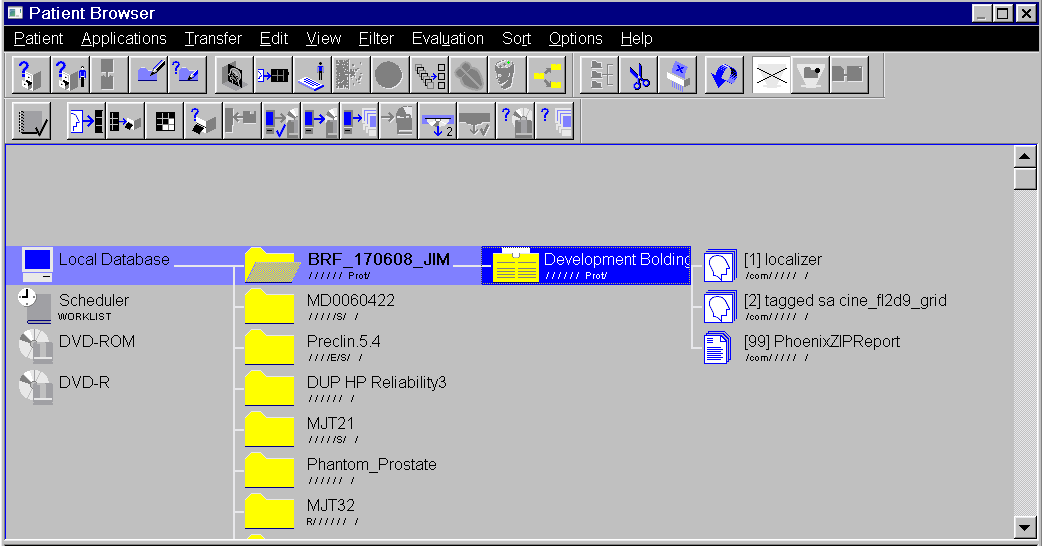 Patient Browser
Patient Applications Transfer Edit View Filter Evaluation Sort Options Help
Local Database
BRF_170608_JIM
////// Prot/
Development Bolding
////// Prot/
[1] localizer
/com///// /
Scheduler
WORKLIST
MD0060422
/////S/ /
[2] tagged sa cine_fl2d9_grid
/com///// /
DVD-ROM
Preclin.5.4
////E/S/ /
[99] PhoenixZIPReport
/com///// /
DVD-R
DUP HP Reliability3
////// /
MJT21
/////S/ /
Phantom_Prostate
////// /
MJT32
R////// /